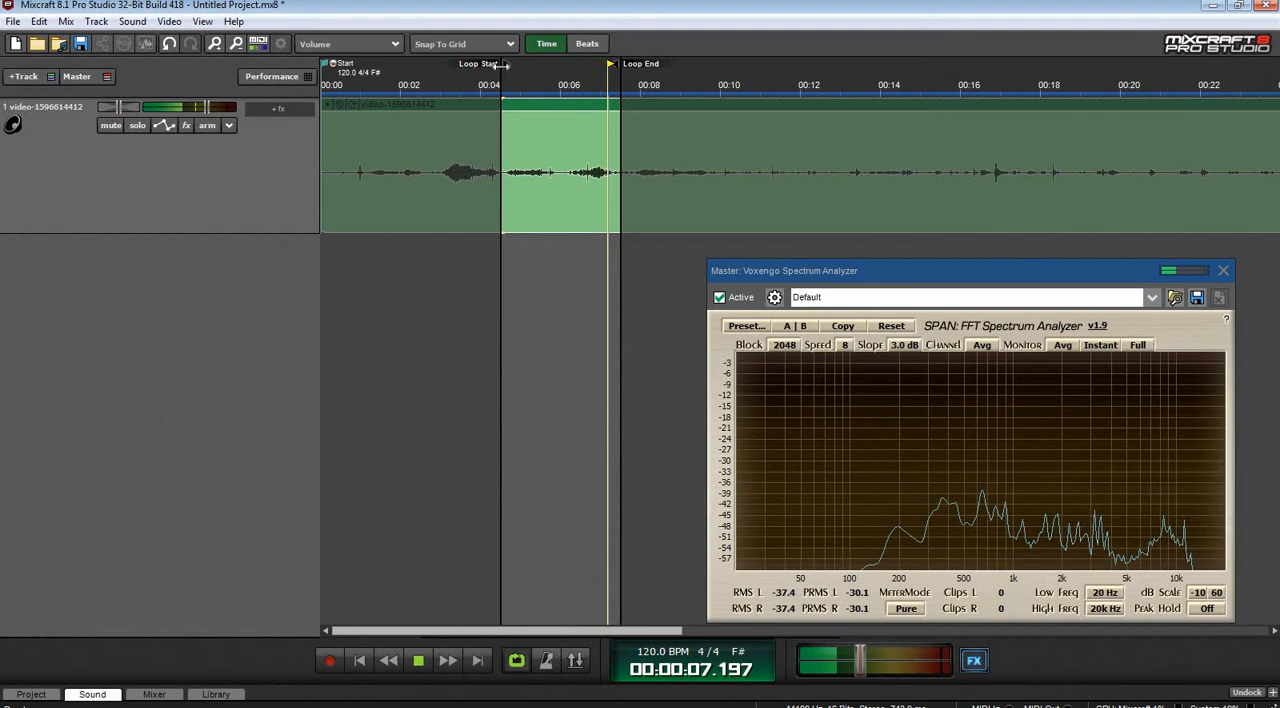 Mixcraft 8.1 Pro Studio 32-Bit Build 418 - Untitled Project.mx8 *
File Edit Mix Track Sound Video View Help
Volume Snap To Grid Time Beats MIXCRAFT 8 PRO STUDIO
+Track Master Performance
Start Loop Start Loop End
120.0 4/4 F#
00:00 00:02 00:04 00:06 00:08 00:10 00:12 00:14 00:16 00:18 00:20 00:22
1 video-1596614412 + fx video-1596614412
mute solo fx arm
Master: Voxengo Spectrum Analyzer
Active Default
Preset... A | B Copy Reset SPAN: FFT Spectrum Analyzer v1.9 ?
Block 2048 Speed 8 Slope 3.0 dB Channel Avg Monitor Avg Instant Full
-3
-6
-9
-12
-15
-18
-21
-24
-27
-30
-33
-36
-39
-42
-45
-48
-51
-54
-57
50 100 200 500 1k 2k 5k 10k
RMS L -37.4 PRMS L -30.1 MeterMode Clips L 0 Low Freq 20 Hz dB Scale -10 60
RMS R -37.4 PRMS R -30.1 Pure Clips R 0 High Freq 20k Hz Peak Hold Off
120.0 BPM 4 / 4 F#
00:00:07.197
FX
Project Sound Mixer Library Undock